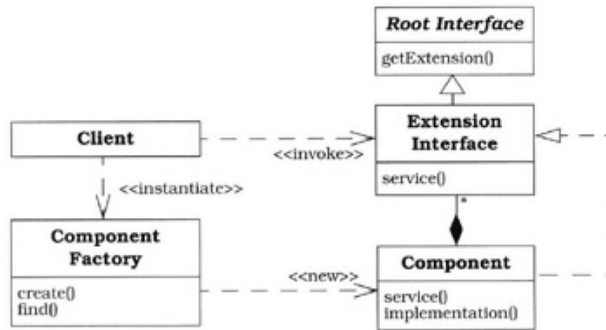 Root Interface
getExtension()
Client
<<invoke>>
Extension
Interface
service()
<<instantiate>>
*
Component
Factory
create()
find()
<<new>>
Component
service()
implementation()